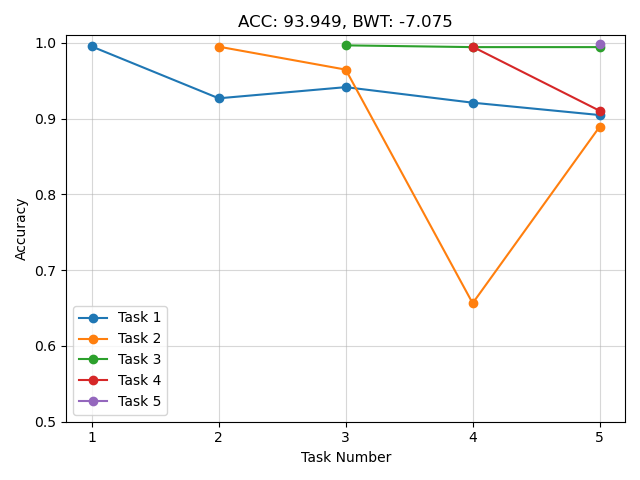 ACC: 93.949, BWT: -7.075
1.0
0.9
0.8
0.7
0.6
0.5
Accuracy
Task 1
Task 2
Task 3
Task 4
Task 5
1 2 3 4 5
Task Number